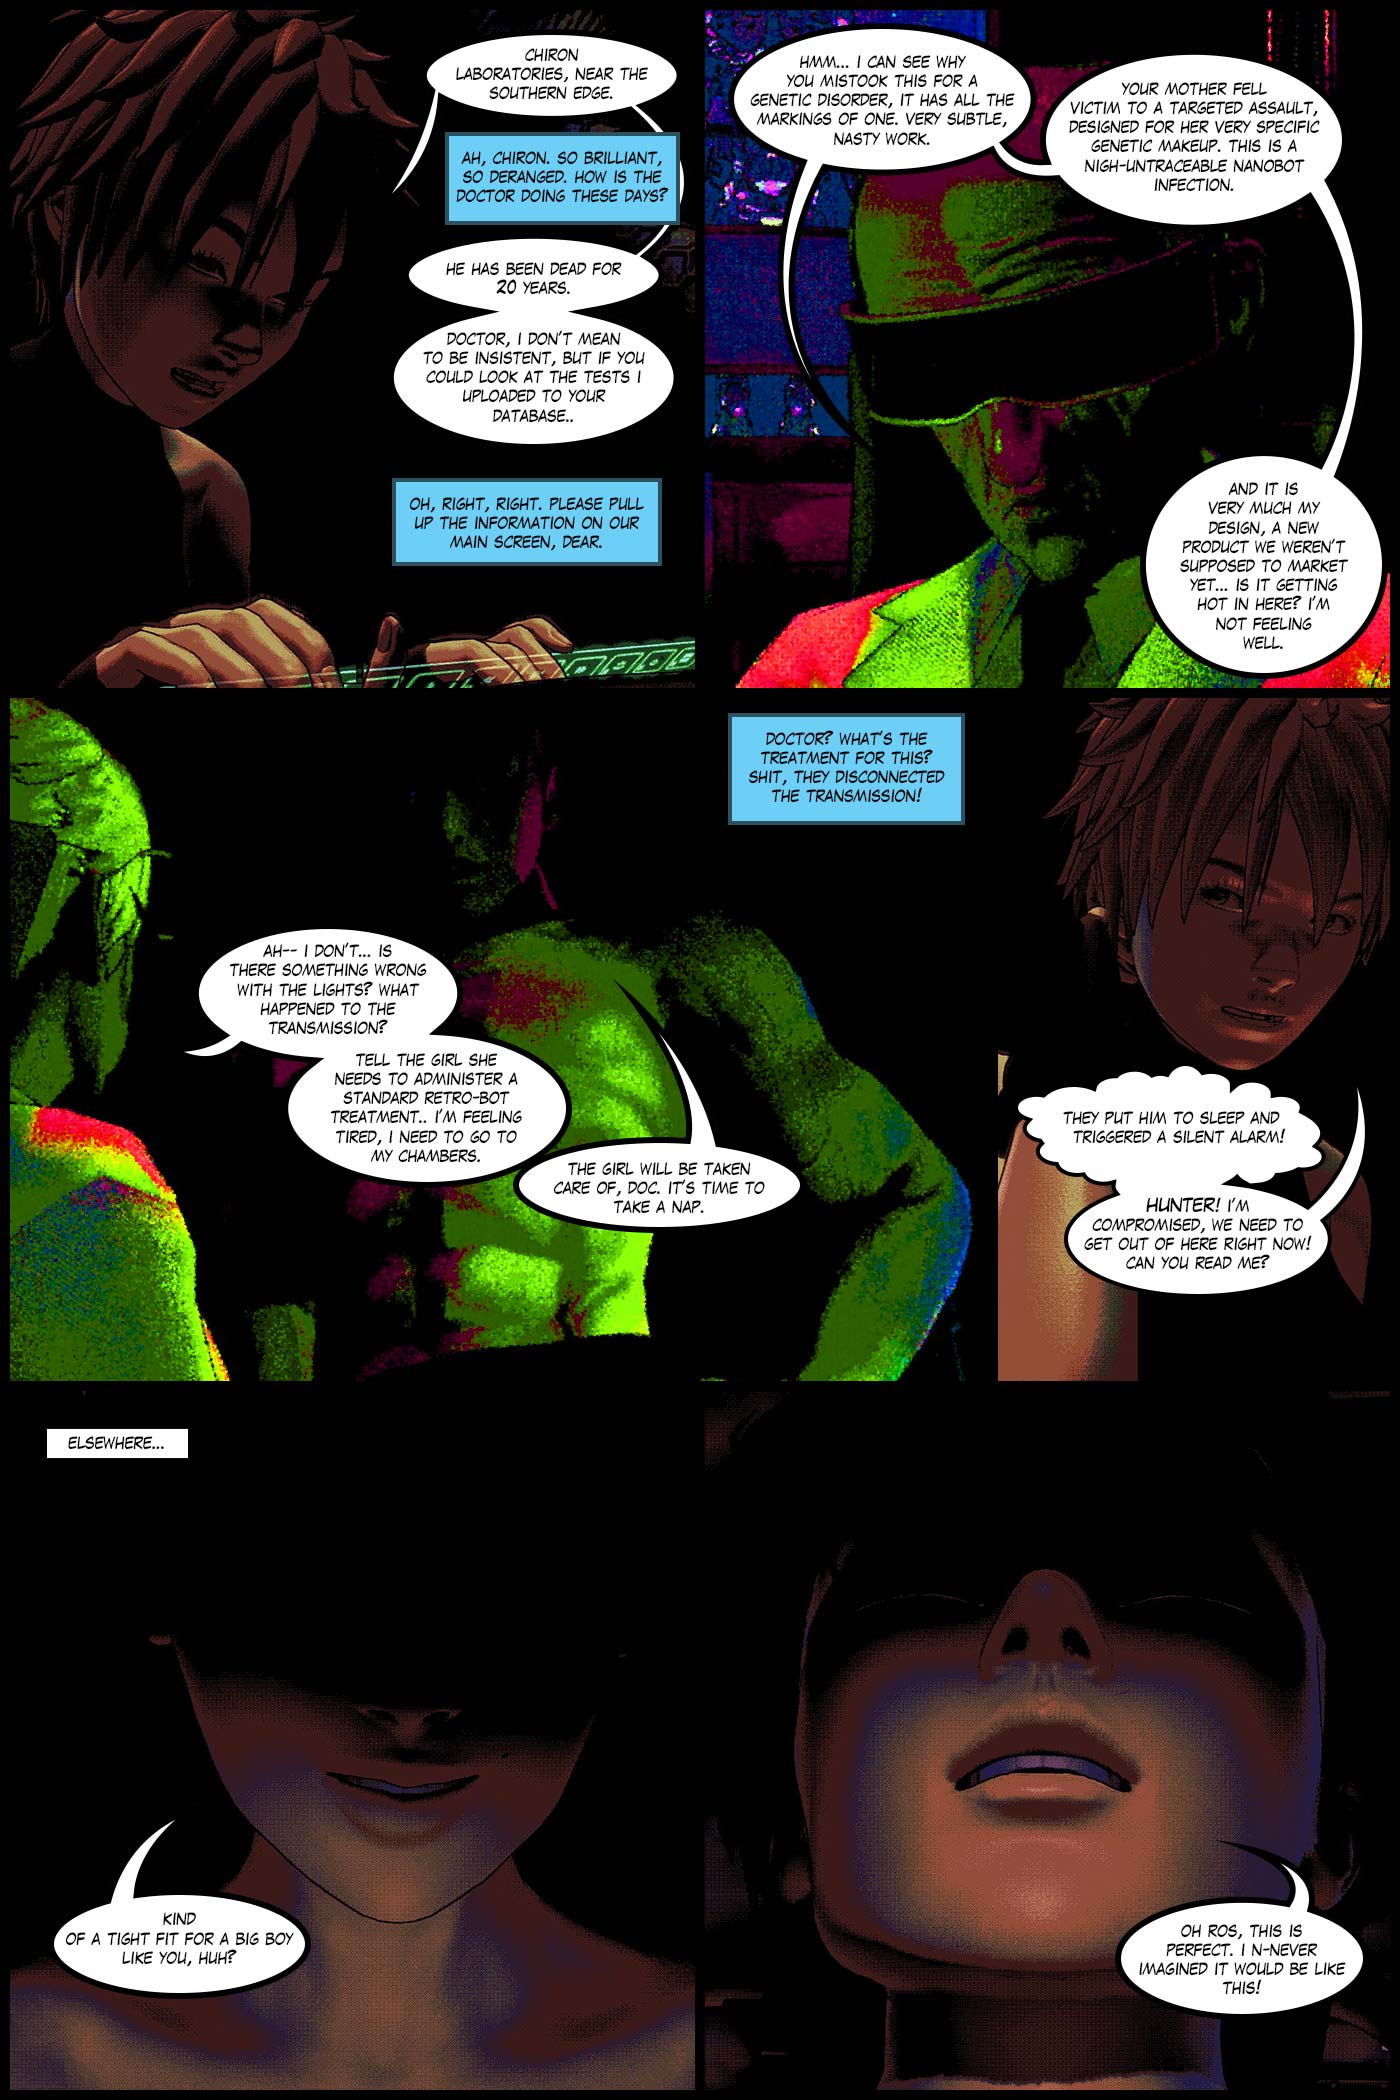 CHIRON
LABORATORIES, NEAR THE
SOUTHERN EDGE.
AH, CHIRON. SO BRILLIANT,
SO DERANGED. HOW IS THE
DOCTOR DOING THESE DAYS?
HE HAS BEEN DEAD FOR
20 YEARS.
DOCTOR, I DON'T MEAN
TO BE INSISTENT, BUT IF YOU
COULD LOOK AT THE TESTS I
UPLOADED TO YOUR
DATABASE..
OH, RIGHT, RIGHT. PLEASE PULL
UP THE INFORMATION ON OUR
MAIN SCREEN, DEAR.
HMM... I CAN SEE WHY
YOU MISTOOK THIS FOR A
GENETIC DISORDER, IT HAS ALL THE
MARKINGS OF ONE. VERY SUBTLE,
NASTY WORK.
YOUR MOTHER FELL
VICTIM TO A TARGETED ASSAULT,
DESIGNED FOR HER VERY SPECIFIC
GENETIC MAKEUP. THIS IS A
NIGH-UNTRACEABLE NANOBOT
INFECTION.
AND IT IS
VERY MUCH MY
DESIGN, A NEW
PRODUCT WE WEREN'T
SUPPOSED TO MARKET
YET... IS IT GETTING
HOT IN HERE? I'M
NOT FEELING
WELL.
AH-- I DON'T... IS
THERE SOMETHING WRONG
WITH THE LIGHTS? WHAT
HAPPENED TO THE
TRANSMISSION?
TELL THE GIRL SHE
NEEDS TO ADMINISTER A
STANDARD RETRO-BOT
TREATMENT.. I'M FEELING
TIRED, I NEED TO GO TO
MY CHAMBERS.
THE GIRL WILL BE TAKEN
CARE OF, DOC. IT'S TIME TO
TAKE A NAP.
DOCTOR? WHAT'S THE
TREATMENT FOR THIS?
SHIT, THEY DISCONNECTED
THE TRANSMISSION!
THEY PUT HIM TO SLEEP AND
TRIGGERED A SILENT ALARM!
HUNTER! I'M
COMPROMISED, WE NEED TO
GET OUT OF HERE RIGHT NOW!
CAN YOU READ ME?
ELSEWHERE...
KIND
OF A TIGHT FIT FOR A BIG BOY
LIKE YOU, HUH?
OH ROS, THIS IS
PERFECT. I N-NEVER
IMAGINED IT WOULD BE LIKE
THIS!